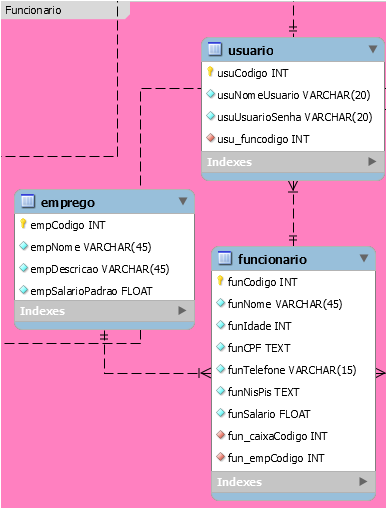 Funcionario
usuario
usuCodigo INT
usuNomeUsuario VARCHAR(20)
usuUsuarioSenha VARCHAR(20)
usu_funcodigo INT
Indexes
emprego
empCodigo INT
empNome VARCHAR(45)
empDescricao VARCHAR(45)
empSalarioPadrao FLOAT
Indexes
funcionario
funCodigo INT
funNome VARCHAR(45)
funIdade INT
funCPF TEXT
funTelefone VARCHAR(15)
funNisPis TEXT
funSalario FLOAT
fun_caixaCodigo INT
fun_empCodigo INT
Indexes